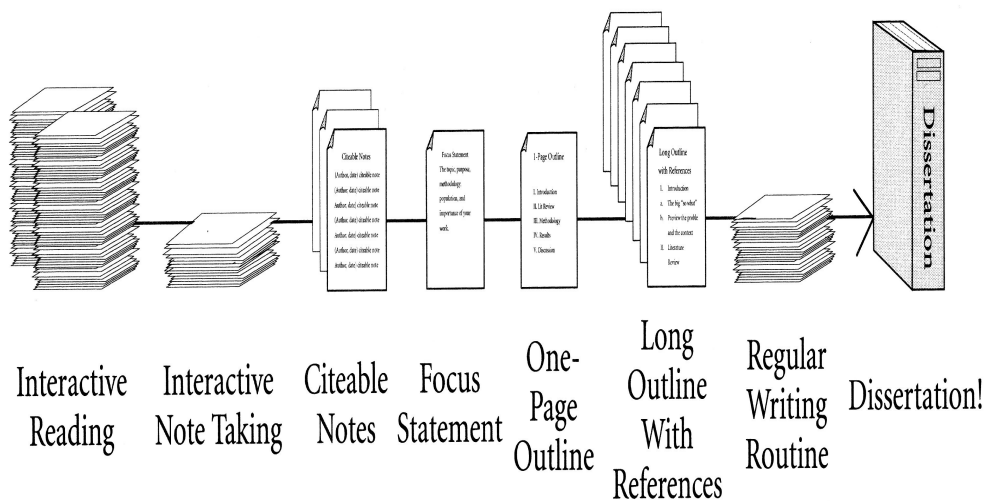 Citeable Notes
(Author, date) citeable note
(Author, date) citeable note
Author, date) citeable note
(Author, date) citeable note
Author, date) citeable note
(Author, date) citeable note
(Author, date) citeable note
Focus Statement
The topic, purpose,
methodology
population, and
importance of your
work.
1-Page Outline
I. Introduction
II. Lit Review
III. Methodology
IV. Results
V. Discussion
Long Outline
with References
I. Introduction
a. The big "so what"
b. Preview the proble
and the context
II. Literature
Review
Dissertation
Interactive
Reading
Interactive
Note Taking
Citeable
Notes
Focus
Statement
One-
Page
Outline
Long
Outline
With
References
Regular
Writing
Routine
Dissertation!